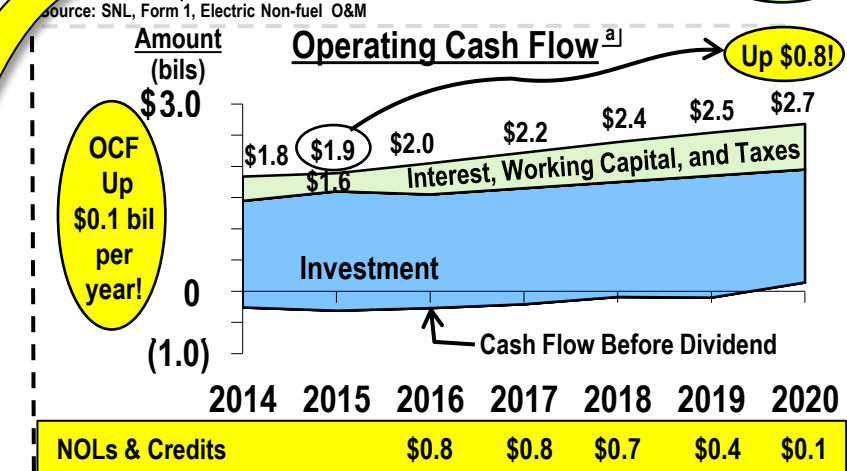 Source: SNL, Form 1, Electric Non-fuel O&M
Amount
(bils)
Operating Cash Flow a]
Up $0.8!
$3.0
OCF
Up
$0.1 bil
per
year!
$1.8
$1.9
$2.0
$2.2
$2.4
$2.5
$2.7
$1.6
Interest, Working Capital, and Taxes
Investment
0
Cash Flow Before Dividend
(1.0)
2014 2015 2016 2017 2018 2019 2020
NOLs & Credits $0.8 $0.8 $0.7 $0.4 $0.1